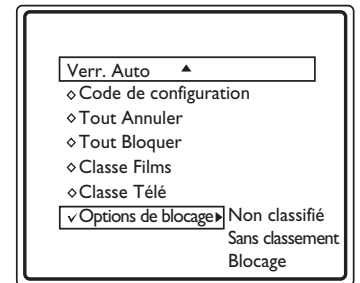 Verr. Auto ▲
◇ Code de configuration
◇ Tout Annuler
◇ Tout Bloquer
◇ Classe Films
◇ Classe Télé
✓ Options de blocage ▶ Non classifié
Sans classement
Blocage